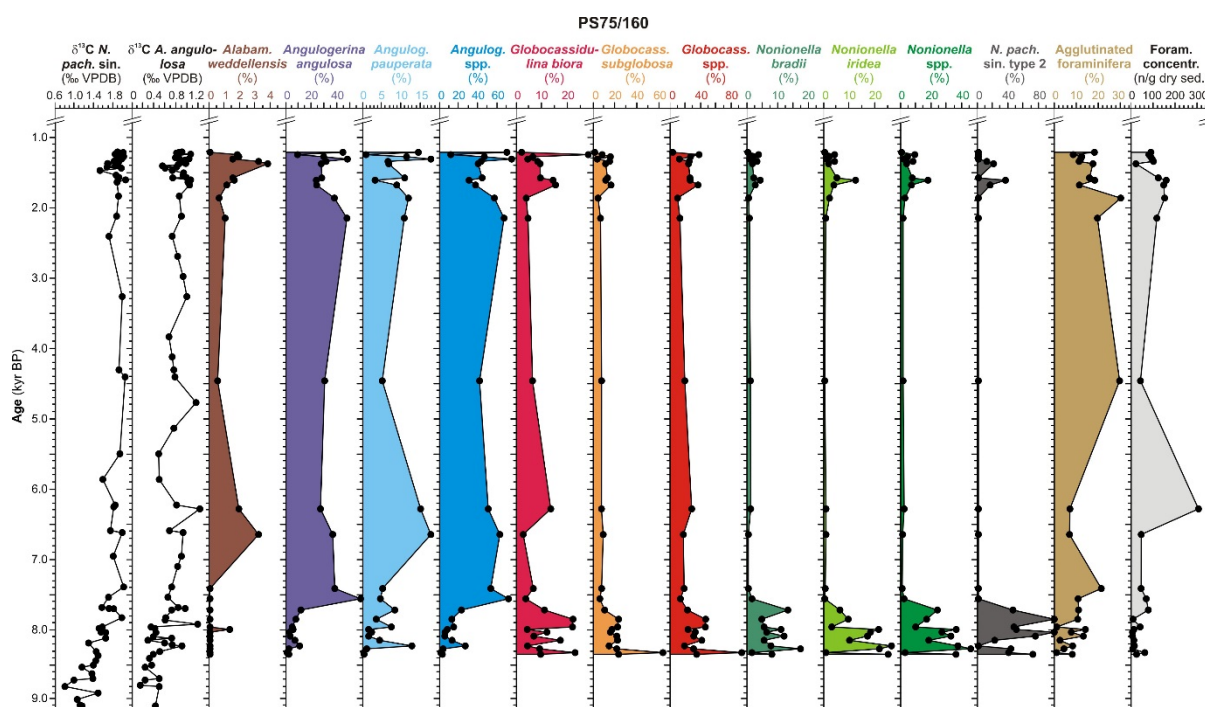 PS75/160
δ¹³C N. pach. sin. (‰ VPDB)
δ¹³C A. angulo-losa (‰ VPDB)
Alabam. weddellensis (%)
Angulogerina angulosa (%)
Angulog. pauperata (%)
Angulog. spp. (%)
Globocassidu-lina biora (%)
Globocass. subglobosa (%)
Globocass. spp. (%)
Nonionella bradii (%)
Nonionella iridea (%)
Nonionella spp. (%)
N. pach. sin. type 2 (%)
Agglutinated foraminifera (%)
Foram. concentr. (n/g dry sed.)
0.6 1.0 1.4 1.8
0 0.4 0.8 1.2
0 1 2 3 4
0 20 40
0 5 10 15
0 20 40 60
0 10 20
0 20 40 60
0 40 80
0 10 20
0 10 20
0 20 40
0 40 80
0 10 20 30
0 100 200 300
Age (kyr BP)
1.0
2.0
3.0
4.0
5.0
6.0
7.0
8.0
9.0